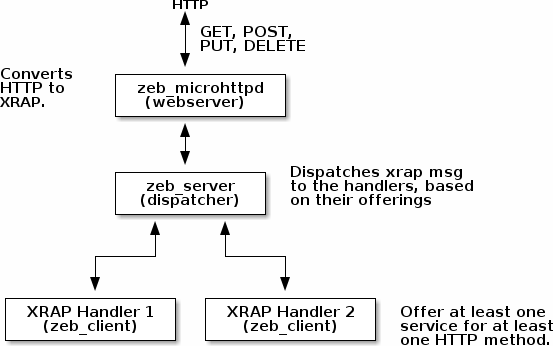 HTTP
GET, POST,
PUT, DELETE
Converts
HTTP to
XRAP.
zeb_microhttpd
(webserver)
zeb_server
(dispatcher)
Dispatches xrap msg
to the handlers, based
on their offerings
XRAP Handler 1
(zeb_client)
XRAP Handler 2
(zeb_client)
Offer at least one
service for at least
one HTTP method.